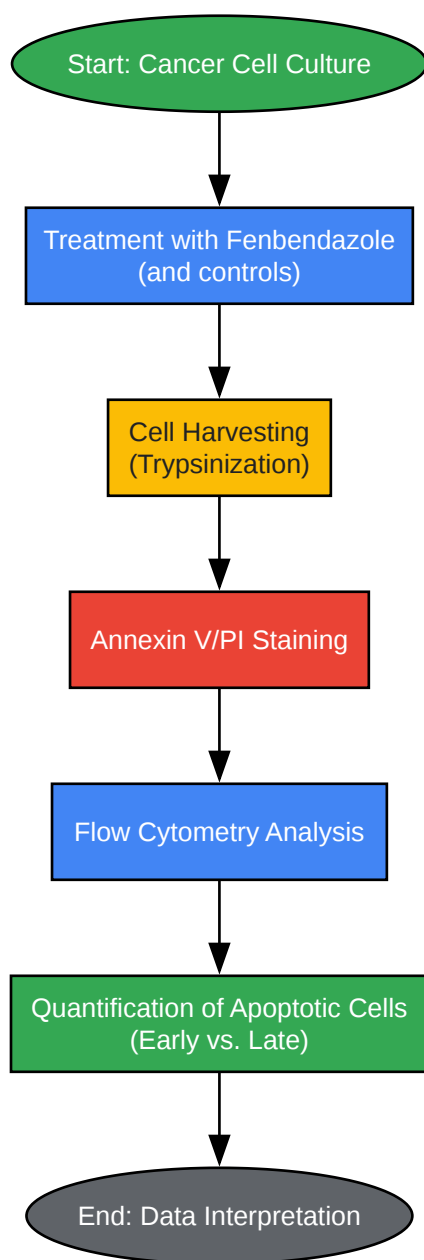 Start: Cancer Cell Culture
Treatment with Fenbendazole
(and controls)
Cell Harvesting
(Trypsinization)
Annexin V/PI Staining
Flow Cytometry Analysis
Quantification of Apoptotic Cells
(Early vs. Late)
End: Data Interpretation